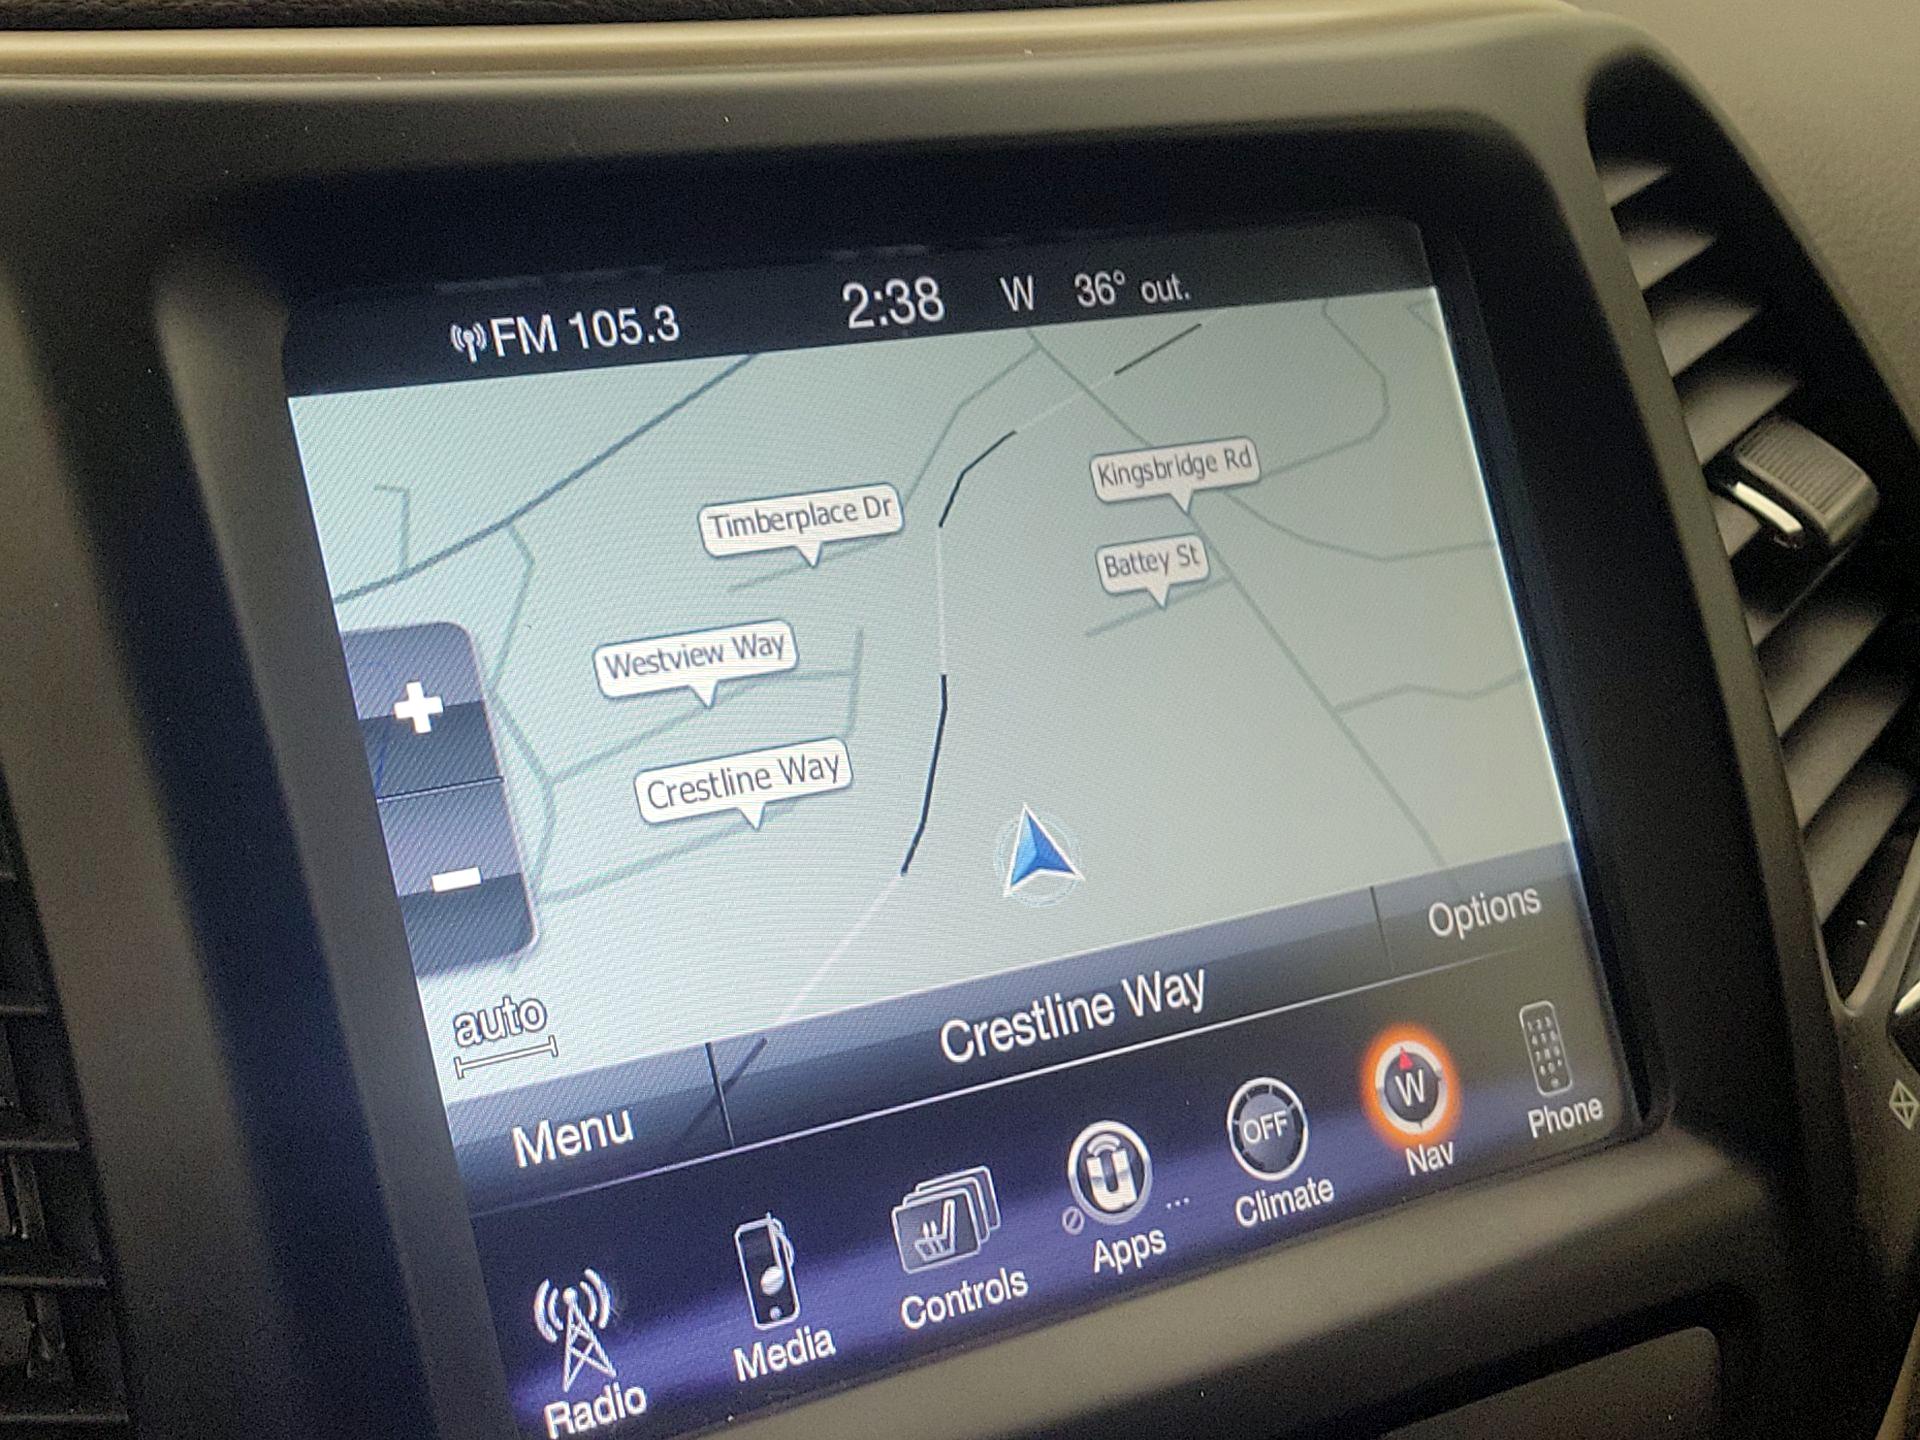 FM 105.3 2:38 W 36° out.
Kingsbridge Rd
Timberplace Dr
Battey St
Westview Way
Crestline Way
+
−
auto
Options
Crestline Way
Menu
OFF
W
u
Radio Media Controls Apps ... Climate Nav Phone